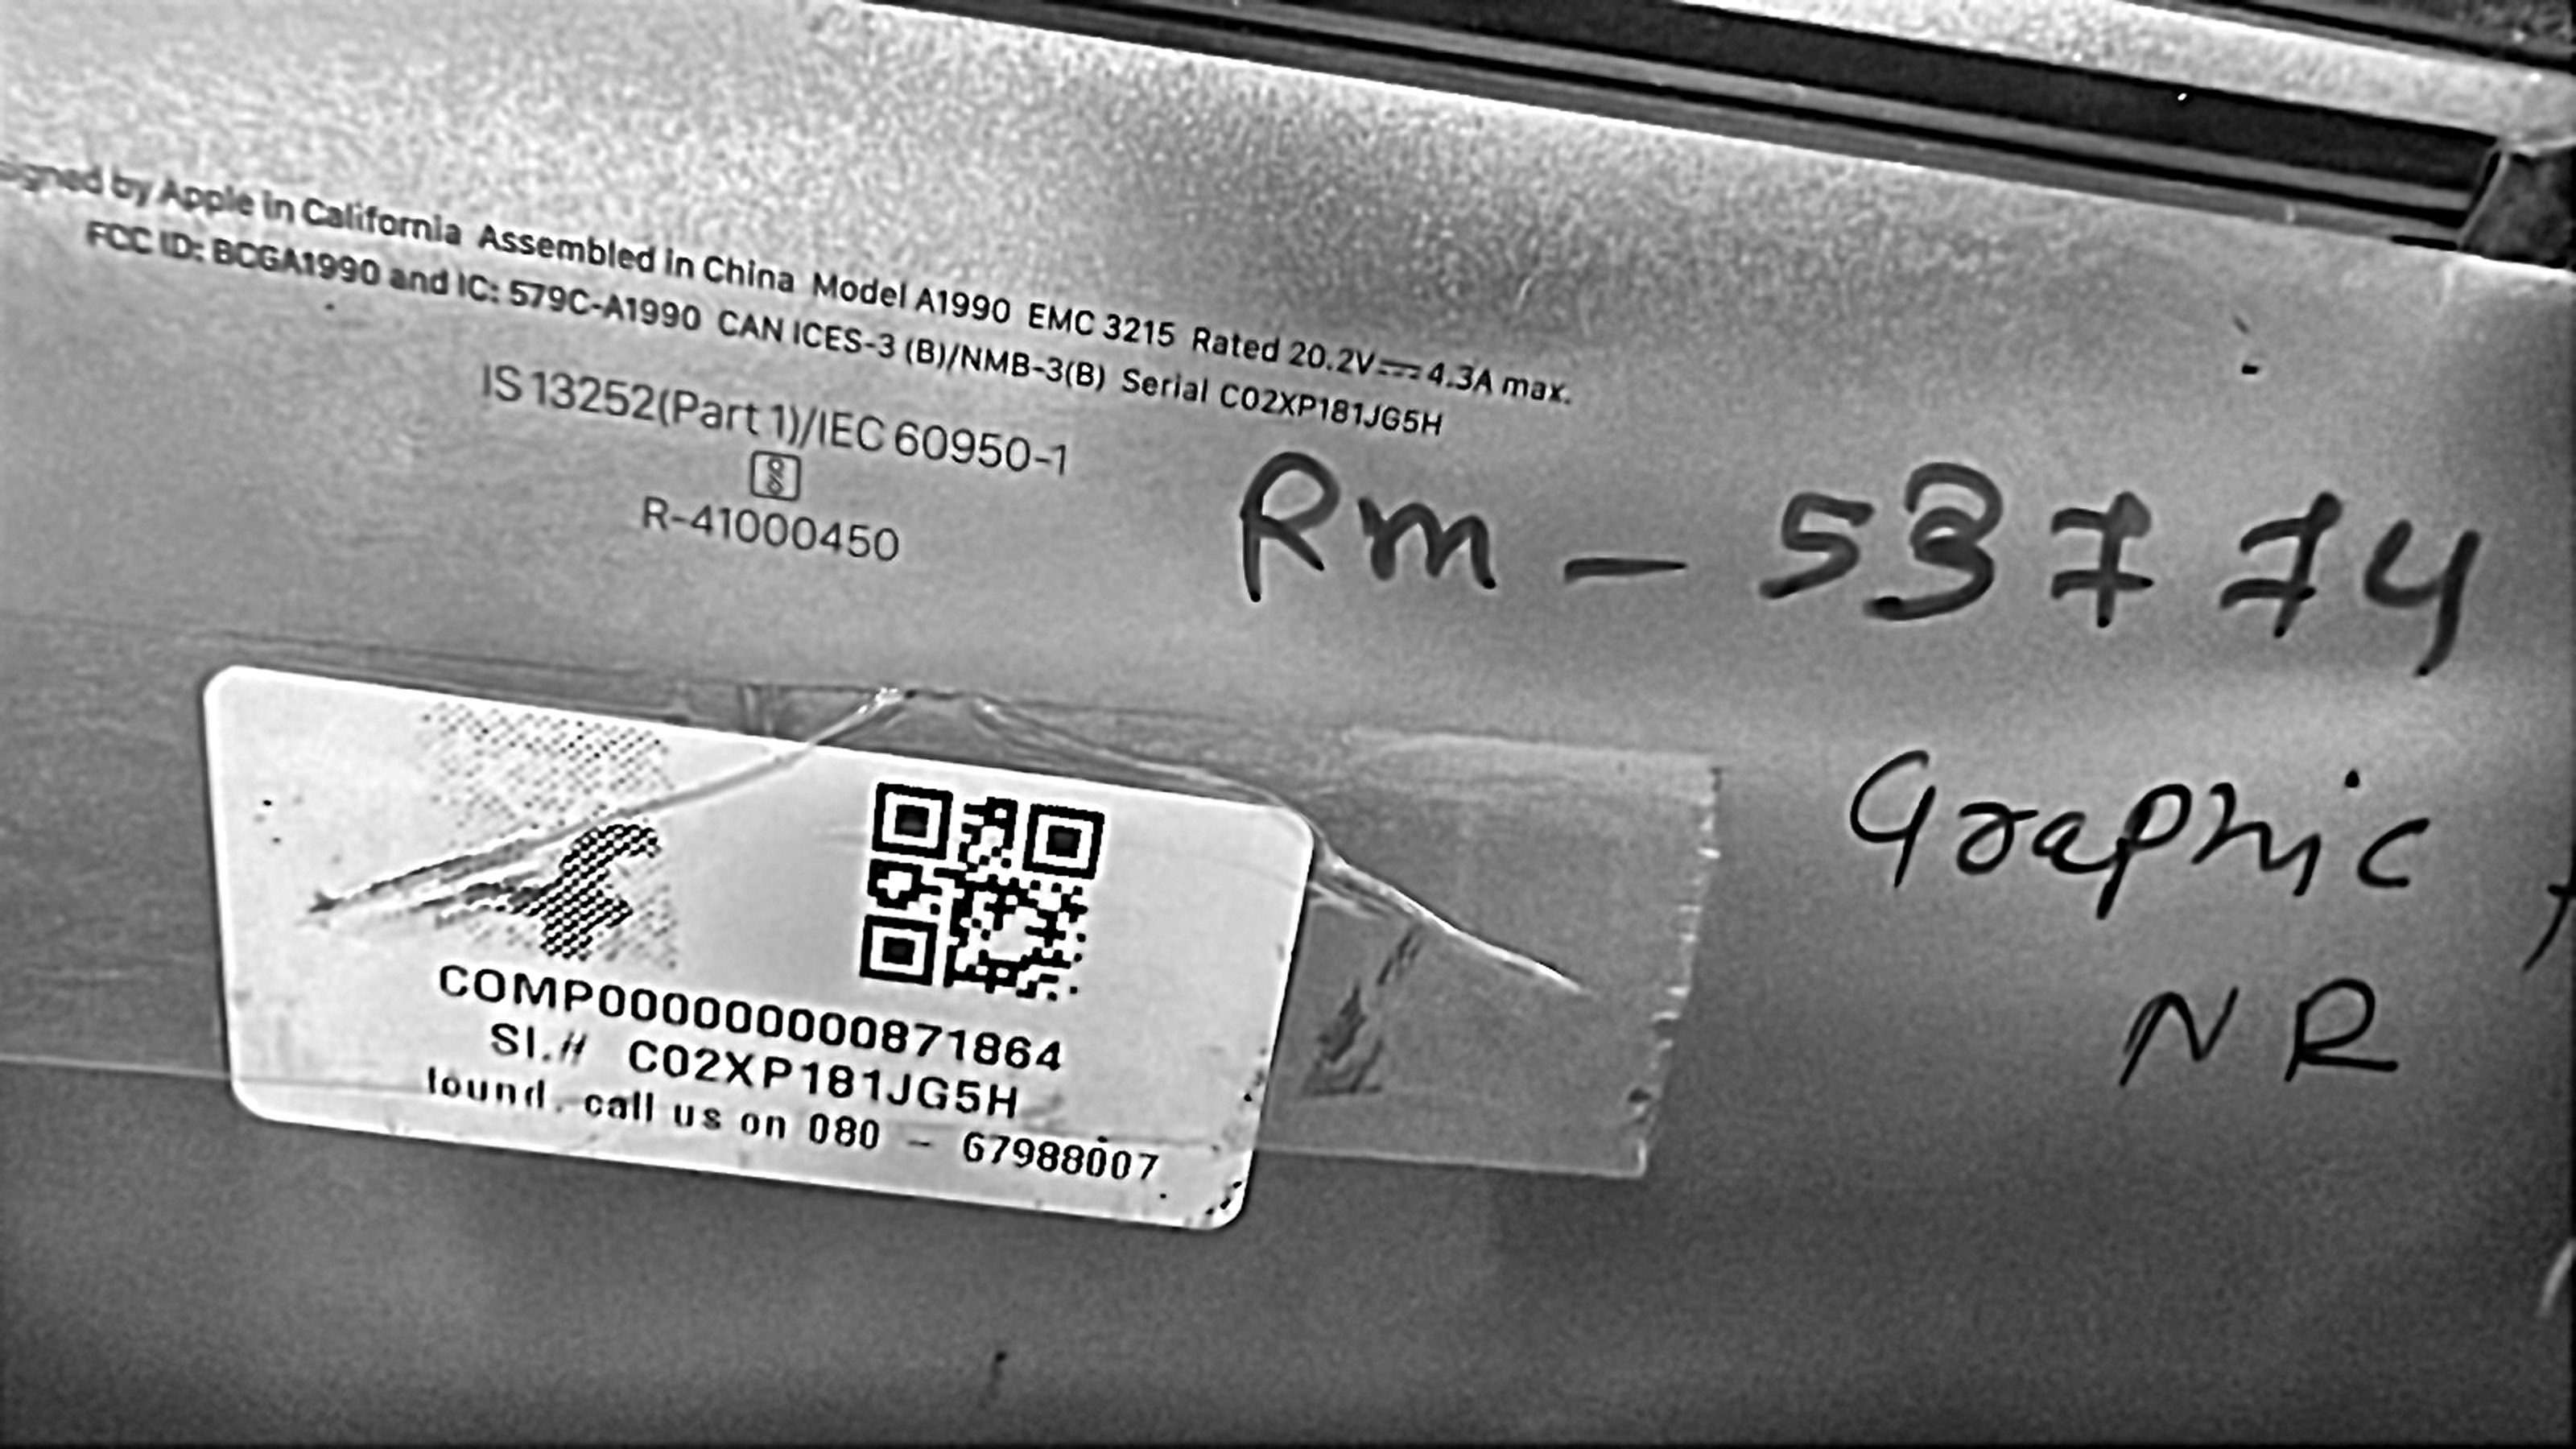 signed by Apple in California Assembled in China Model A1990 EMC 3215 Rated 20.2V⎓4.3A max.
FCC ID: BCGA1990 and IC: 579C-A1990 CAN ICES-3 (B)/NMB-3(B) Serial C02XP181JG5H
IS 13252(Part 1)/IEC 60950-1
R-41000450
Rm - 53774
Graphic
NR
COMP000000000871864
Sl.# C02XP181JG5H
found, call us on 080 - 67988007